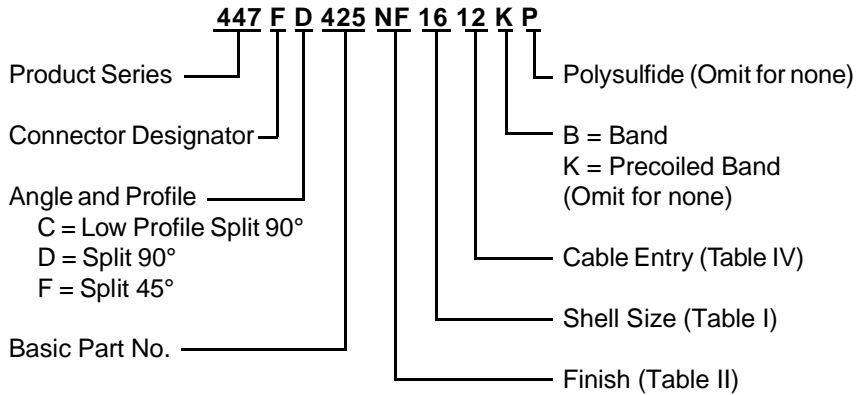 447 F D 425 NF 16 12 K P
Product Series
Connector Designator
Angle and Profile
C = Low Profile Split 90°
D = Split 90°
F = Split 45°
Basic Part No.
Polysulfide (Omit for none)
B = Band
K = Precoiled Band
(Omit for none)
Cable Entry (Table IV)
Shell Size (Table I)
Finish (Table II)